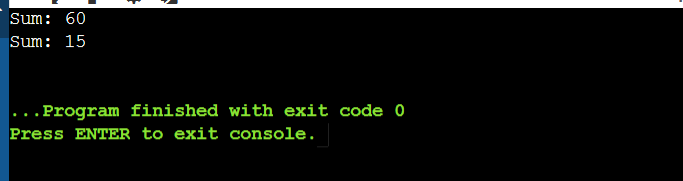 Sum: 60
Sum: 15
...Program finished with exit code 0
Press ENTER to exit console.